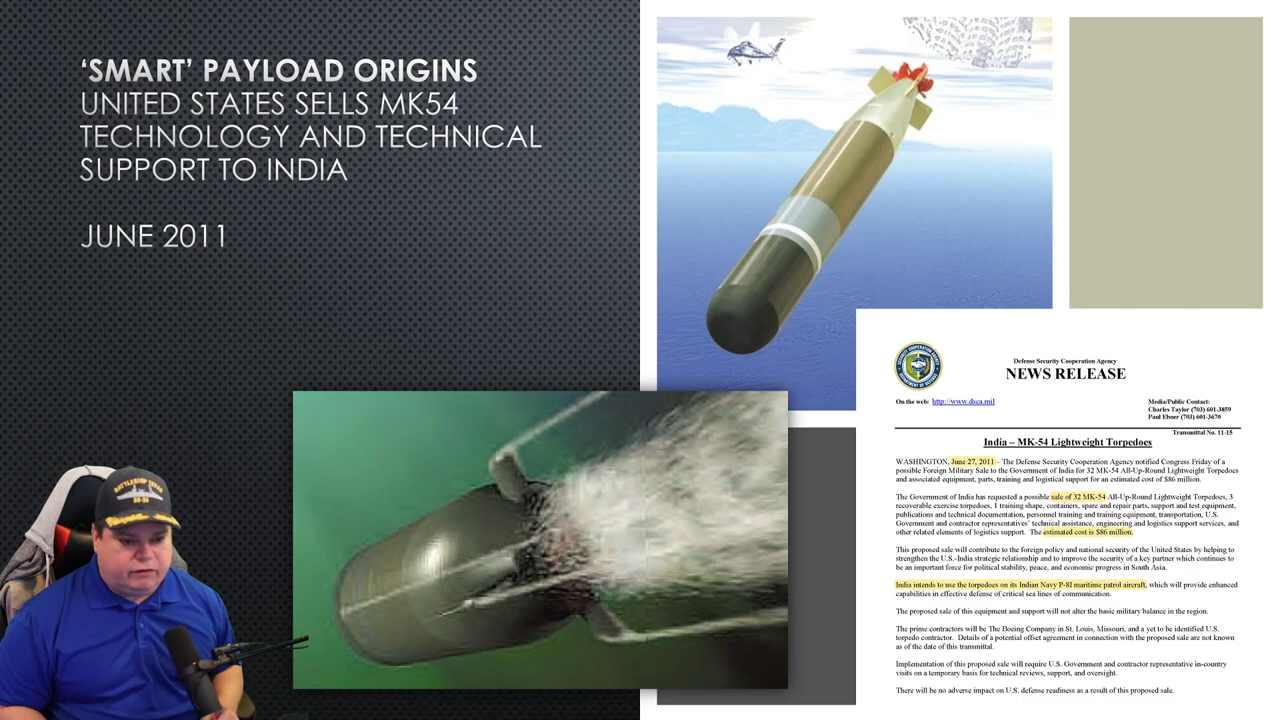 ‘SMART’ PAYLOAD ORIGINS
UNITED STATES SELLS MK54
TECHNOLOGY AND TECHNICAL
SUPPORT TO INDIA
JUNE 2011
BATTLESHIP TEXAS
Defense Security Cooperation Agency
NEWS RELEASE
On the web: http://www.dsca.mil
Media/Public Contact:
Charles Taylor (703) 601-3859
Paul Ebner (703) 601-3670
Transmittal No. 11-15
India – MK-54 Lightweight Torpedoes
WASHINGTON, June 27, 2011 – The Defense Security Cooperation Agency notified Congress Friday of a
possible Foreign Military Sale to the Government of India for 32 MK-54 All-Up-Round Lightweight Torpedoes
and associated equipment, parts, training and logistical support for an estimated cost of $86 million.
The Government of India has requested a possible sale of 32 MK-54 All-Up-Round Lightweight Torpedoes, 3
recoverable exercise torpedoes, 1 training shape, containers, spare and repair parts, support and test equipment,
publications and technical documentation, personnel training and training equipment, transportation, U.S.
Government and contractor representatives’ technical assistance, engineering and logistics support services, and
other related elements of logistics support. The estimated cost is $86 million.
This proposed sale will contribute to the foreign policy and national security of the United States by helping to
strengthen the U.S.-India strategic relationship and to improve the security of a key partner which continues to
be an important force for political stability, peace, and economic progress in South Asia.
India intends to use the torpedoes on its Indian Navy P-8I maritime patrol aircraft, which will provide enhanced
capabilities in effective defense of critical sea lines of communication.
The proposed sale of this equipment and support will not alter the basic military balance in the region.
The prime contractors will be The Boeing Company in St. Louis, Missouri, and a yet to be identified U.S.
torpedo contractor. Details of a potential offset agreement in connection with the proposed sale are not known
as of the date of this transmittal.
Implementation of this proposed sale will require U.S. Government and contractor representative in-country
visits on a temporary basis for technical reviews, support, and oversight.
There will be no adverse impact on U.S. defense readiness as a result of this proposed sale.